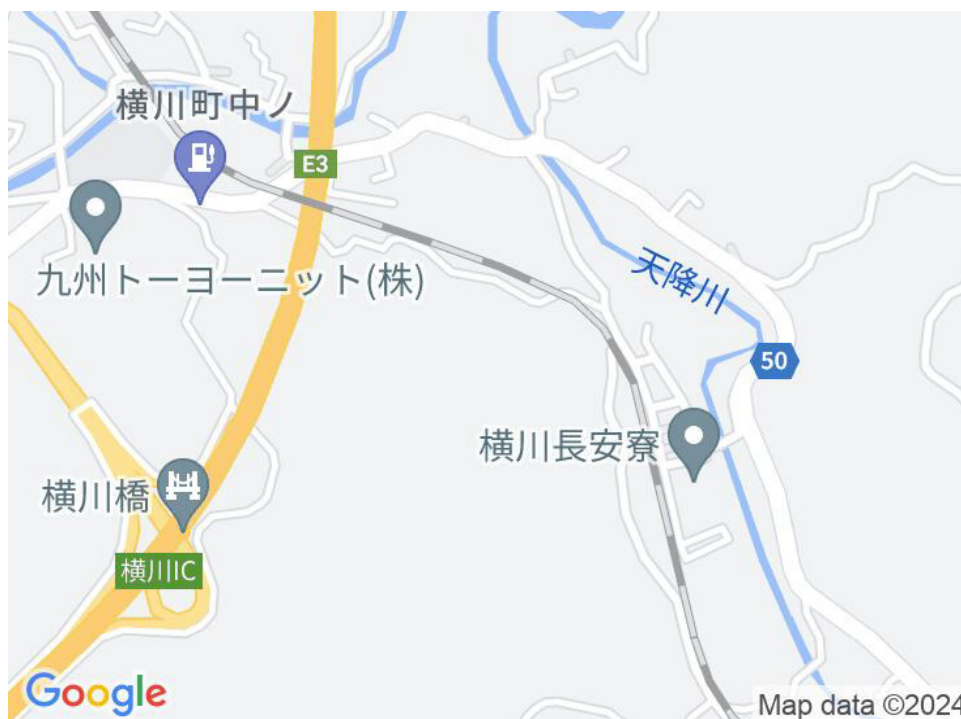 横川町中ノ
E3
九州トーヨーニット(株)
天降川
50
横川長安寮
横川橋
横川IC
Google
Map data ©2024